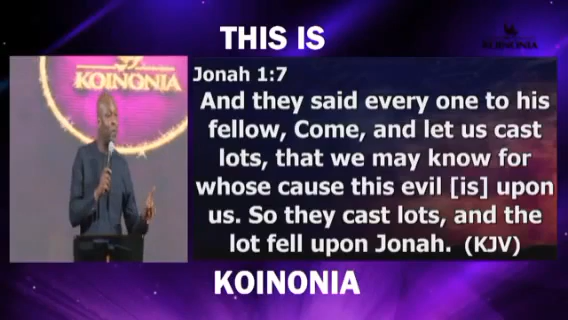 THIS IS
KOINONIA
KOINONIA
Jonah 1:7
And they said every one to his
fellow, Come, and let us cast
lots, that we may know for
whose cause this evil [is] upon
us. So they cast lots, and the
lot fell upon Jonah. (KJV)
KOINONIA